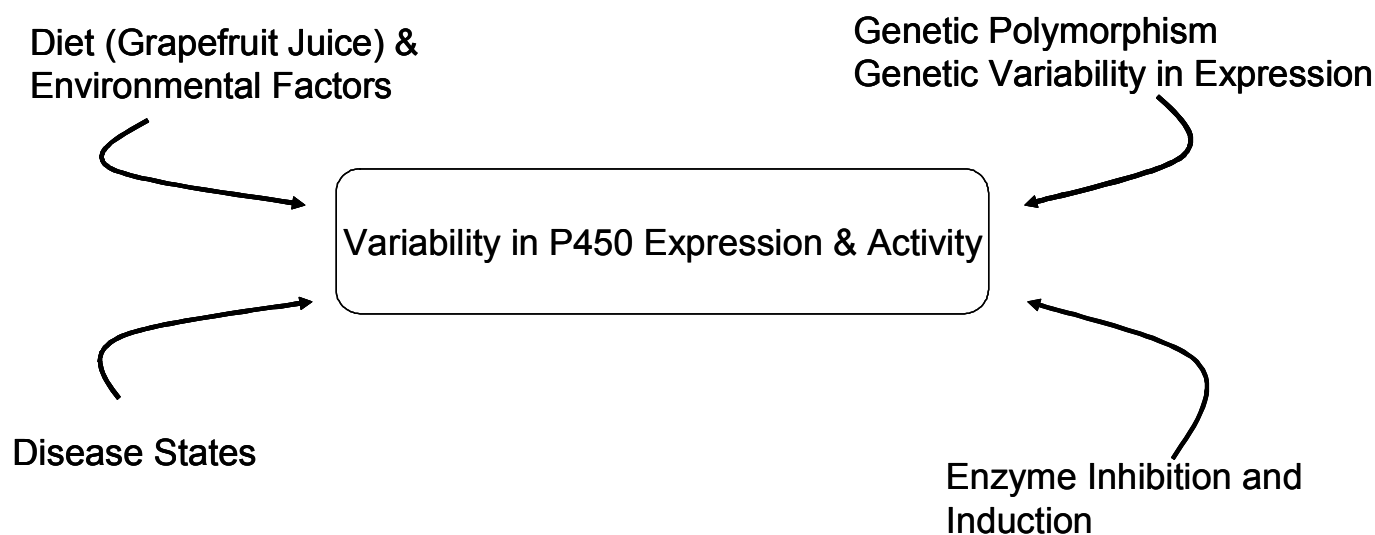 Diet (Grapefruit Juice) &
Environmental Factors
Genetic Polymorphism
Genetic Variability in Expression
Variability in P450 Expression & Activity
Disease States
Enzyme Inhibition and
Induction